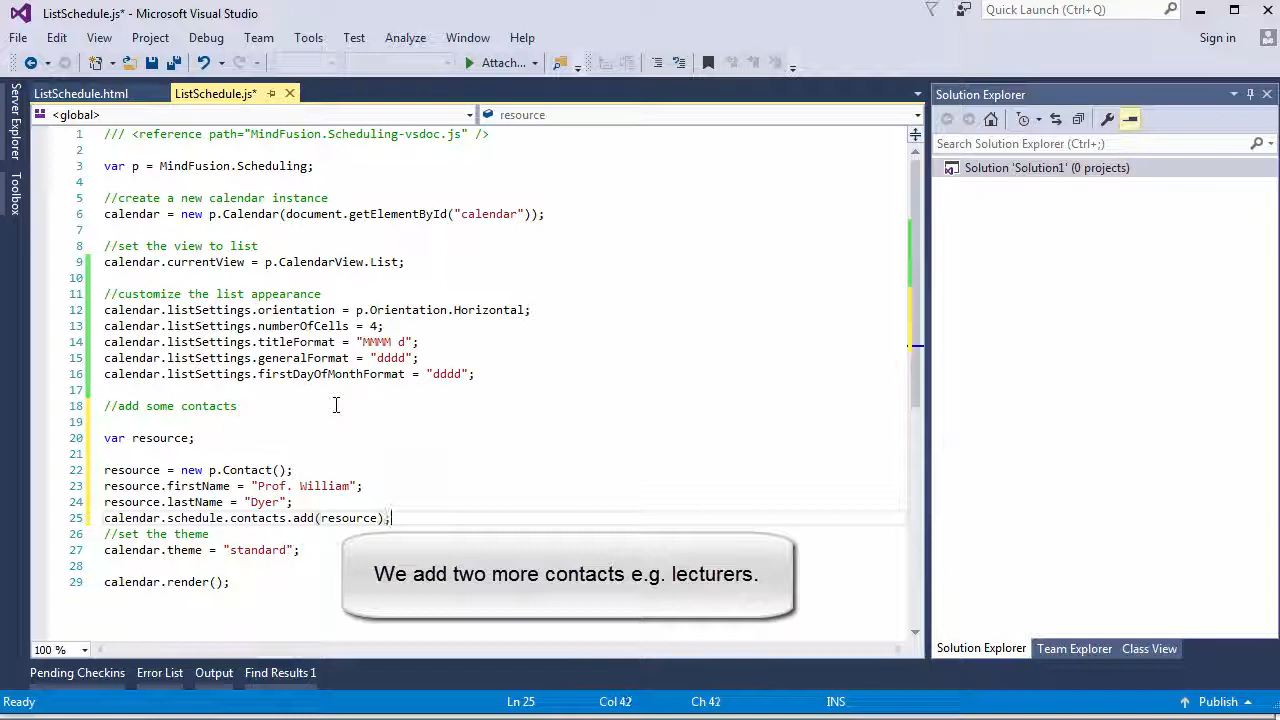 ListSchedule.js* - Microsoft Visual Studio
Quick Launch (Ctrl+Q)
File Edit View Project Debug Team Tools Test Analyze Window Help
Sign in
Attach...
Server Explorer
Toolbox
ListSchedule.html ListSchedule.js*
<global> resource
1 /// <reference path="MindFusion.Scheduling-vsdoc.js" />
2
3 var p = MindFusion.Scheduling;
4
5 //create a new calendar instance
6 calendar = new p.Calendar(document.getElementById("calendar"));
7
8 //set the view to list
9 calendar.currentView = p.CalendarView.List;
10
11 //customize the list appearance
12 calendar.listSettings.orientation = p.Orientation.Horizontal;
13 calendar.listSettings.numberOfCells = 4;
14 calendar.listSettings.titleFormat = "MMMM d";
15 calendar.listSettings.generalFormat = "dddd";
16 calendar.listSettings.firstDayOfMonthFormat = "dddd";
17
18 //add some contacts
19
20 var resource;
21
22 resource = new p.Contact();
23 resource.firstName = "Prof. William";
24 resource.lastName = "Dyer";
25 calendar.schedule.contacts.add(resource);
26 //set the theme
27 calendar.theme = "standard";
28
29 calendar.render();
We add two more contacts e.g. lecturers.
100 %
Solution Explorer
Search Solution Explorer (Ctrl+;)
Solution 'Solution1' (0 projects)
Solution Explorer Team Explorer Class View
Pending Checkins Error List Output Find Results 1
Ready Ln 25 Col 42 Ch 42 INS Publish